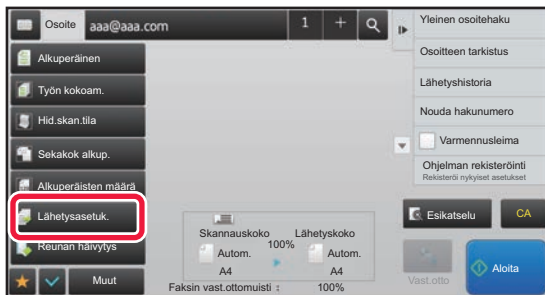 Osoite aaa@aaa.com 1 +
Alkuperäinen
Työn kokoam.
Hid.skan.tila
Sekakok alkup.
Alkuperäisten määrä
Lähetysasetuk.
Reunan häivytys
Muut
Skannauskoko Lähetyskoko
100%
Autom. Autom.
A4 A4
Faksin vast.ottomuisti : 100%
Yleinen osoitehaku
Osoitteen tarkistus
Lähetyshistoria
Nouda hakunumero
Varmennusleima
Ohjelman rekisteröinti
Rekisteröi nykyiset asetukset
Esikatselu CA
Vast.otto Aloita